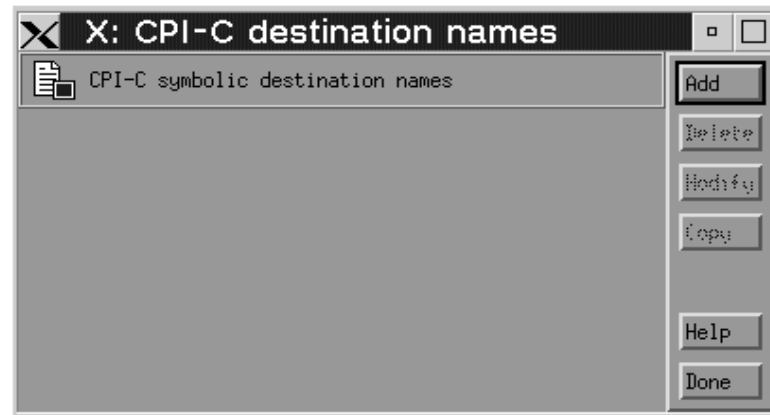 X: CPI-C destination names
CPI-C symbolic destination names
Add
Delete
Modify
Copy
Help
Done